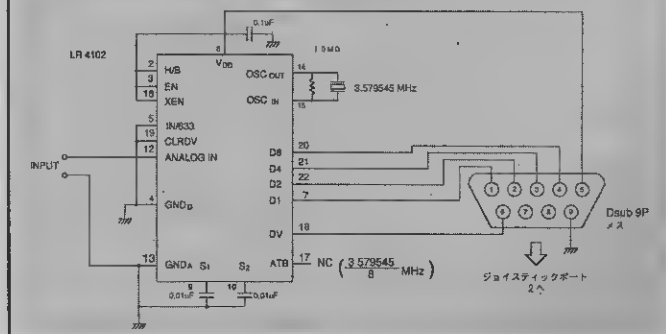 LR 4102
0.1uF
6
VDD
1.0MΩ
2 H/B
3 EN
16 XEN
5 IN/633
19 CLRDV
12 ANALOG IN
INPUT
4 GNDD
13 GNDA
S1 S2
9 10
0.01uF 0.01uF
OSC OUT 14
3.579545 MHz
OSC IN 15
D8 20
D4 21
D2 22
D1 7
DV 18
ATB 17 NC (3 579545/8 MHz)
1 2 3 4 5
6 7 8 9
Dsub 9P
メス
ジョイスティックポート
2へ